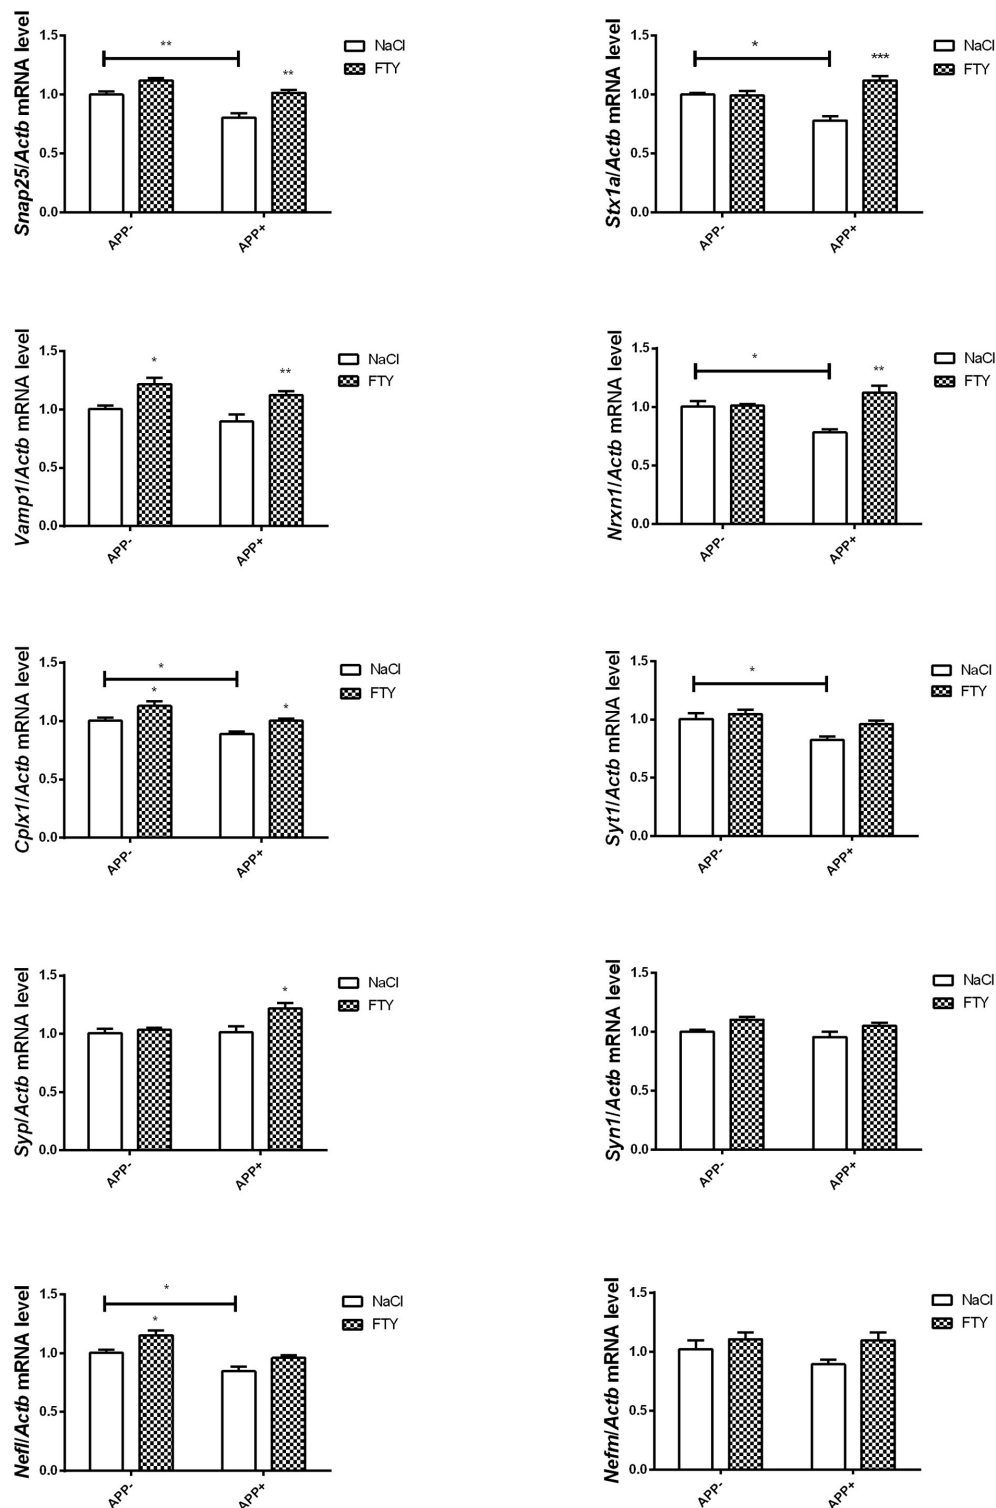 Snap25/Actb mRNA level
1.5
1.0
0.5
0.0
**
**
NaCl
FTY
APP-
APP+
Stx1a/Actb mRNA level
1.5
1.0
0.5
0.0
*
***
NaCl
FTY
APP-
APP+
Vamp1/Actb mRNA level
1.5
1.0
0.5
0.0
*
**
NaCl
FTY
APP-
APP+
Nrxn1/Actb mRNA level
1.5
1.0
0.5
0.0
*
**
NaCl
FTY
APP-
APP+
Cplx1/Actb mRNA level
1.5
1.0
0.5
0.0
*
*
*
NaCl
FTY
APP-
APP+
Syt1/Actb mRNA level
1.5
1.0
0.5
0.0
*
NaCl
FTY
APP-
APP+
Syp/Actb mRNA level
1.5
1.0
0.5
0.0
*
NaCl
FTY
APP-
APP+
Syn1/Actb mRNA level
1.5
1.0
0.5
0.0
NaCl
FTY
APP-
APP+
Nefl/Actb mRNA level
1.5
1.0
0.5
0.0
*
*
NaCl
FTY
APP-
APP+
Nefm/Actb mRNA level
1.5
1.0
0.5
0.0
NaCl
FTY
APP-
APP+